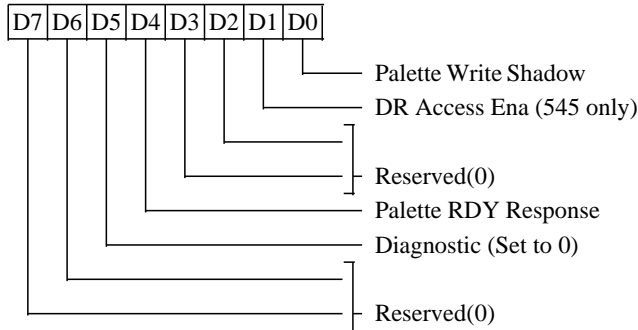 D7 D6 D5 D4 D3 D2 D1 D0
Palette Write Shadow
DR Access Ena (545 only)
Reserved(0)
Palette RDY Response
Diagnostic (Set to 0)
Reserved(0)